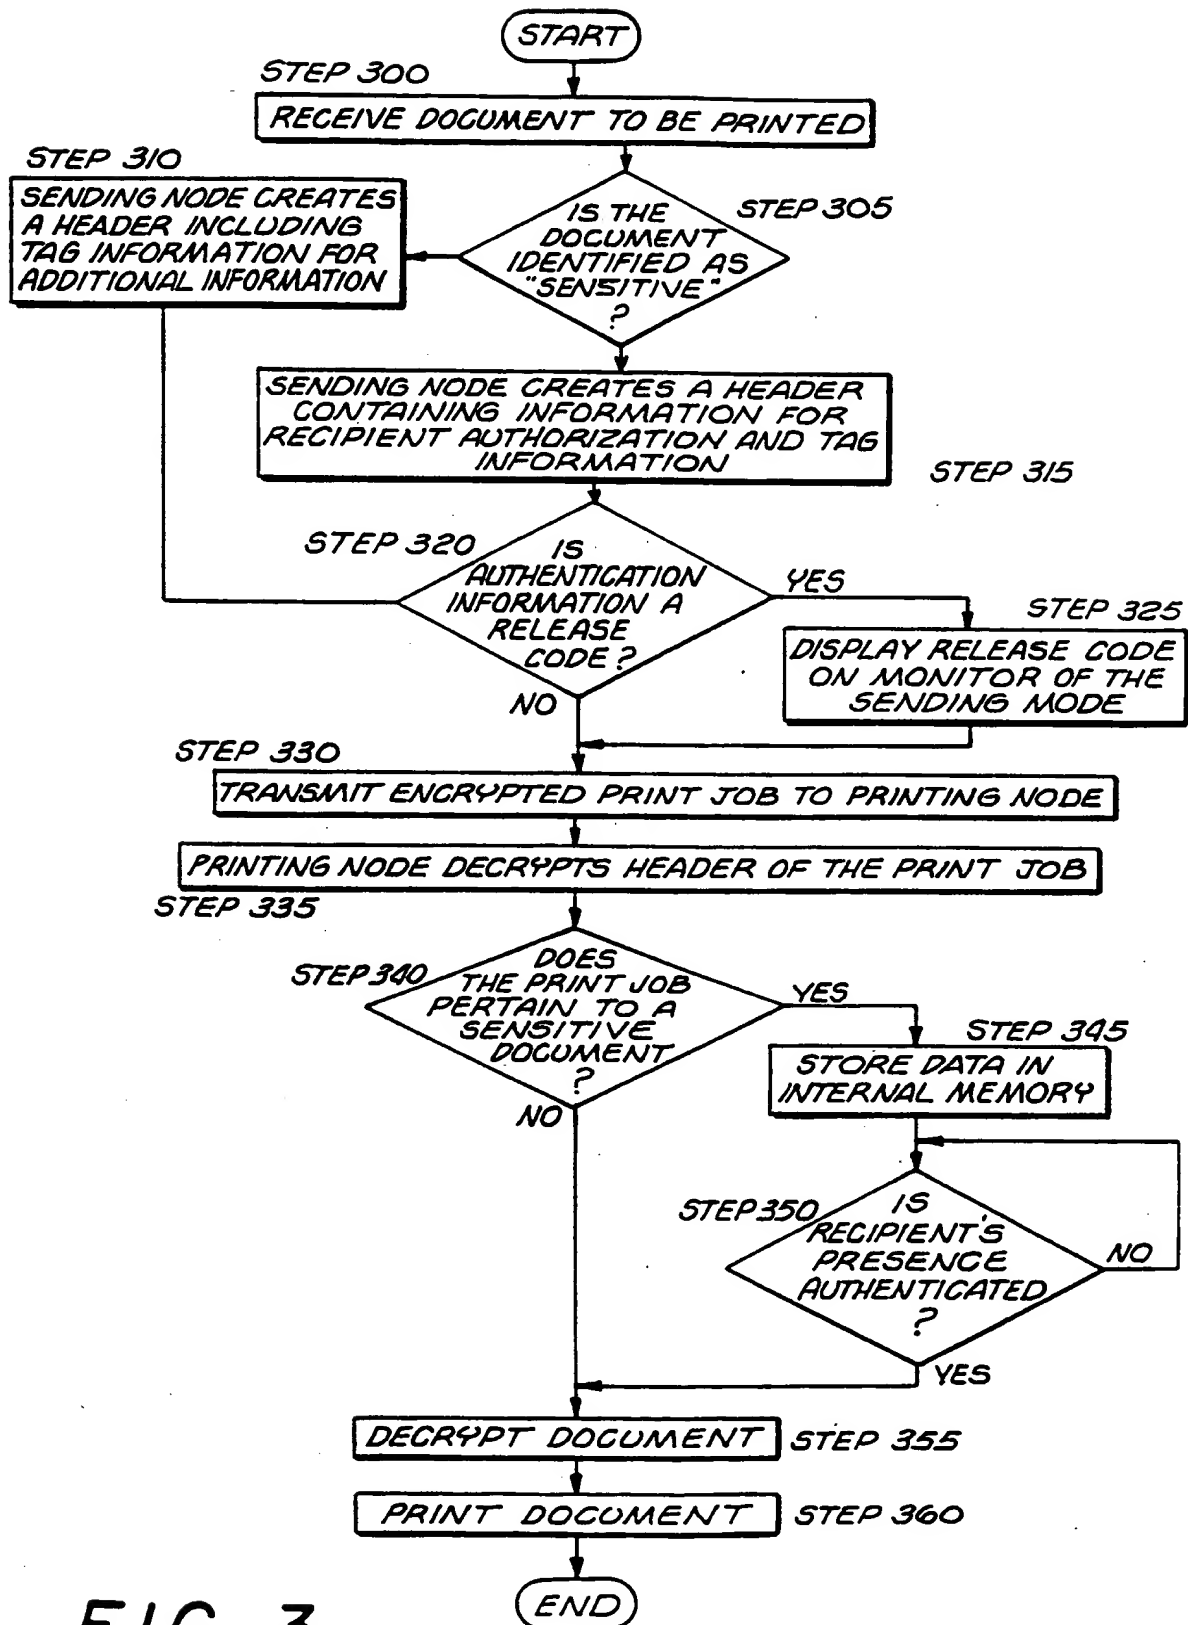 START
STEP 300
RECEIVE DOCUMENT TO BE PRINTED
STEP 310
SENDING NODE CREATES
A HEADER INCLUDING
TAG INFORMATION FOR
ADDITIONAL INFORMATION
STEP 305
IS THE
DOCUMENT
IDENTIFIED AS
"SENSITIVE"
?
SENDING NODE CREATES A HEADER
CONTAINING INFORMATION FOR
RECIPIENT AUTHORIZATION AND TAG
INFORMATION
STEP 315
STEP 320
IS
AUTHENTICATION
INFORMATION A
RELEASE
CODE?
YES
NO
STEP 325
DISPLAY RELEASE CODE
ON MONITOR OF THE
SENDING MODE
STEP 330
TRANSMIT ENCRYPTED PRINT JOB TO PRINTING NODE
PRINTING NODE DECRYPTS HEADER OF THE PRINT JOB
STEP 335
STEP 340
DOES
THE PRINT JOB
PERTAIN TO A
SENSITIVE
DOCUMENT
?
YES
NO
STEP 345
STORE DATA IN
INTERNAL MEMORY
STEP 350
IS
RECIPIENT'S
PRESENCE
AUTHENTICATED
?
NO
YES
DECRYPT DOCUMENT
STEP 355
PRINT DOCUMENT
STEP 360
END
FIG. 3